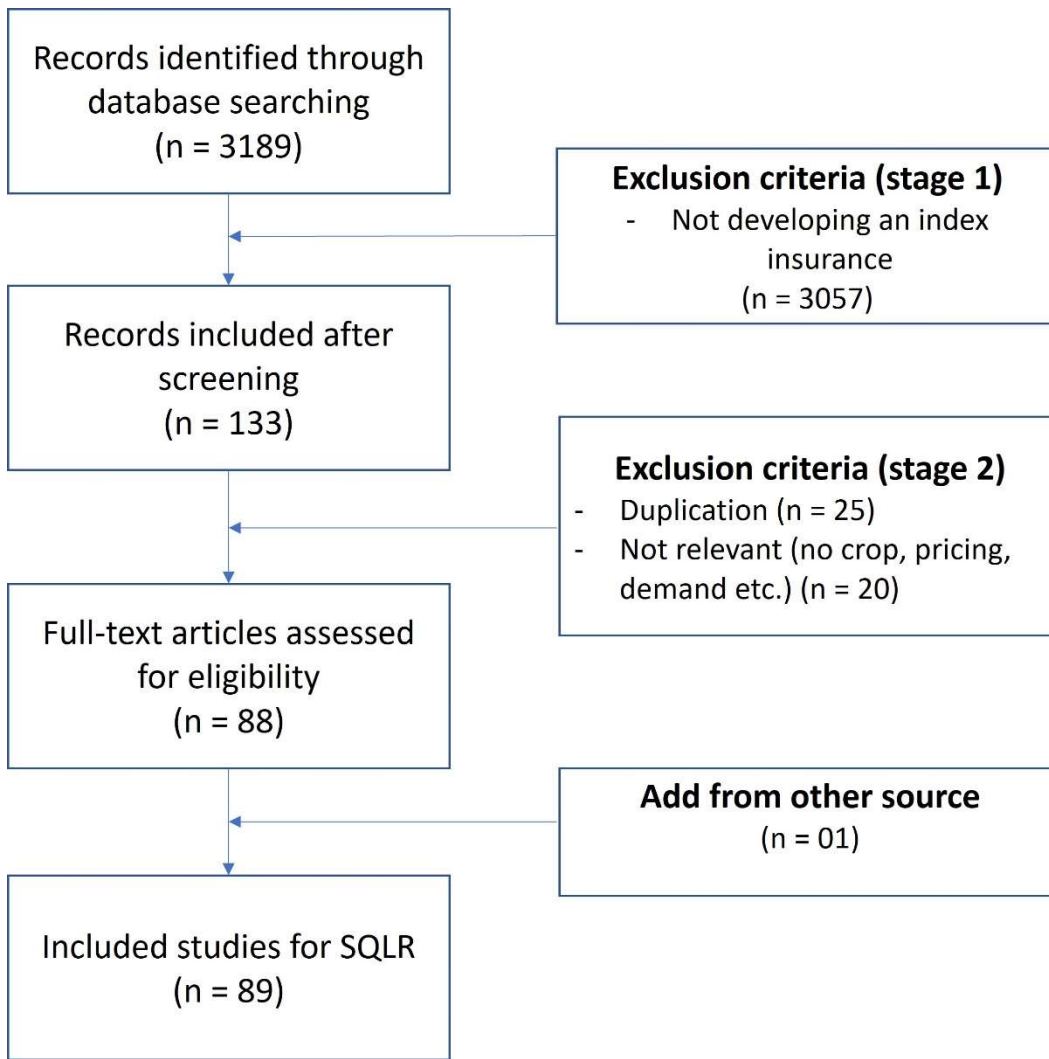 Records identified through
database searching
(n = 3189)
Exclusion criteria (stage 1)
- Not developing an index
insurance
(n = 3057)
Records included after
screening
(n = 133)
Exclusion criteria (stage 2)
- Duplication (n = 25)
- Not relevant (no crop, pricing,
demand etc.) (n = 20)
Full-text articles assessed
for eligibility
(n = 88)
Add from other source
(n = 01)
Included studies for SQLR
(n = 89)